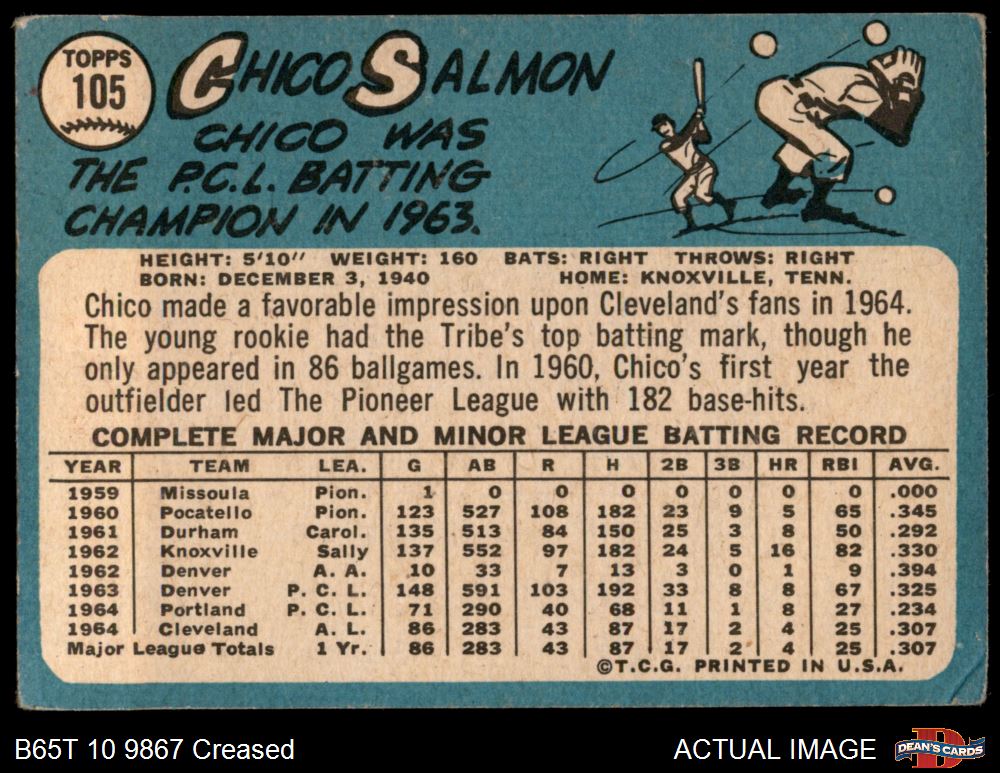 TOPPS
105
CHICO SALMON
CHICO WAS
THE P.C.L. BATTING
CHAMPION IN 1963.
HEIGHT: 5'10" WEIGHT: 160 BATS: RIGHT THROWS: RIGHT
BORN: DECEMBER 3, 1940 HOME: KNOXVILLE, TENN.
Chico made a favorable impression upon Cleveland's fans in 1964.
The young rookie had the Tribe's top batting mark, though he
only appeared in 86 ballgames. In 1960, Chico's first year the
outfielder led The Pioneer League with 182 base-hits.
COMPLETE MAJOR AND MINOR LEAGUE BATTING RECORD
YEAR TEAM LEA. G AB R H 2B 3B HR RBI AVG.
1959 Missoula Pion. 1 0 0 0 0 0 0 0 .000
1960 Pocatello Pion. 123 527 108 182 23 9 5 65 .345
1961 Durham Carol. 135 513 84 150 25 3 8 50 .292
1962 Knoxville Sally 137 552 97 182 24 5 16 82 .330
1962 Denver A. A. 10 33 7 13 3 0 1 9 .394
1963 Denver P. C. L. 148 591 103 192 33 8 8 67 .325
1964 Portland P. C. L. 71 290 40 68 11 1 8 27 .234
1964 Cleveland A. L. 86 283 43 87 17 2 4 25 .307
Major League Totals 1 Yr. 86 283 43 87 17 2 4 25 .307
©T.C.G. PRINTED IN U.S.A.
B65T 10 9867 Creased
ACTUAL IMAGE
D
DEAN'S CARDS